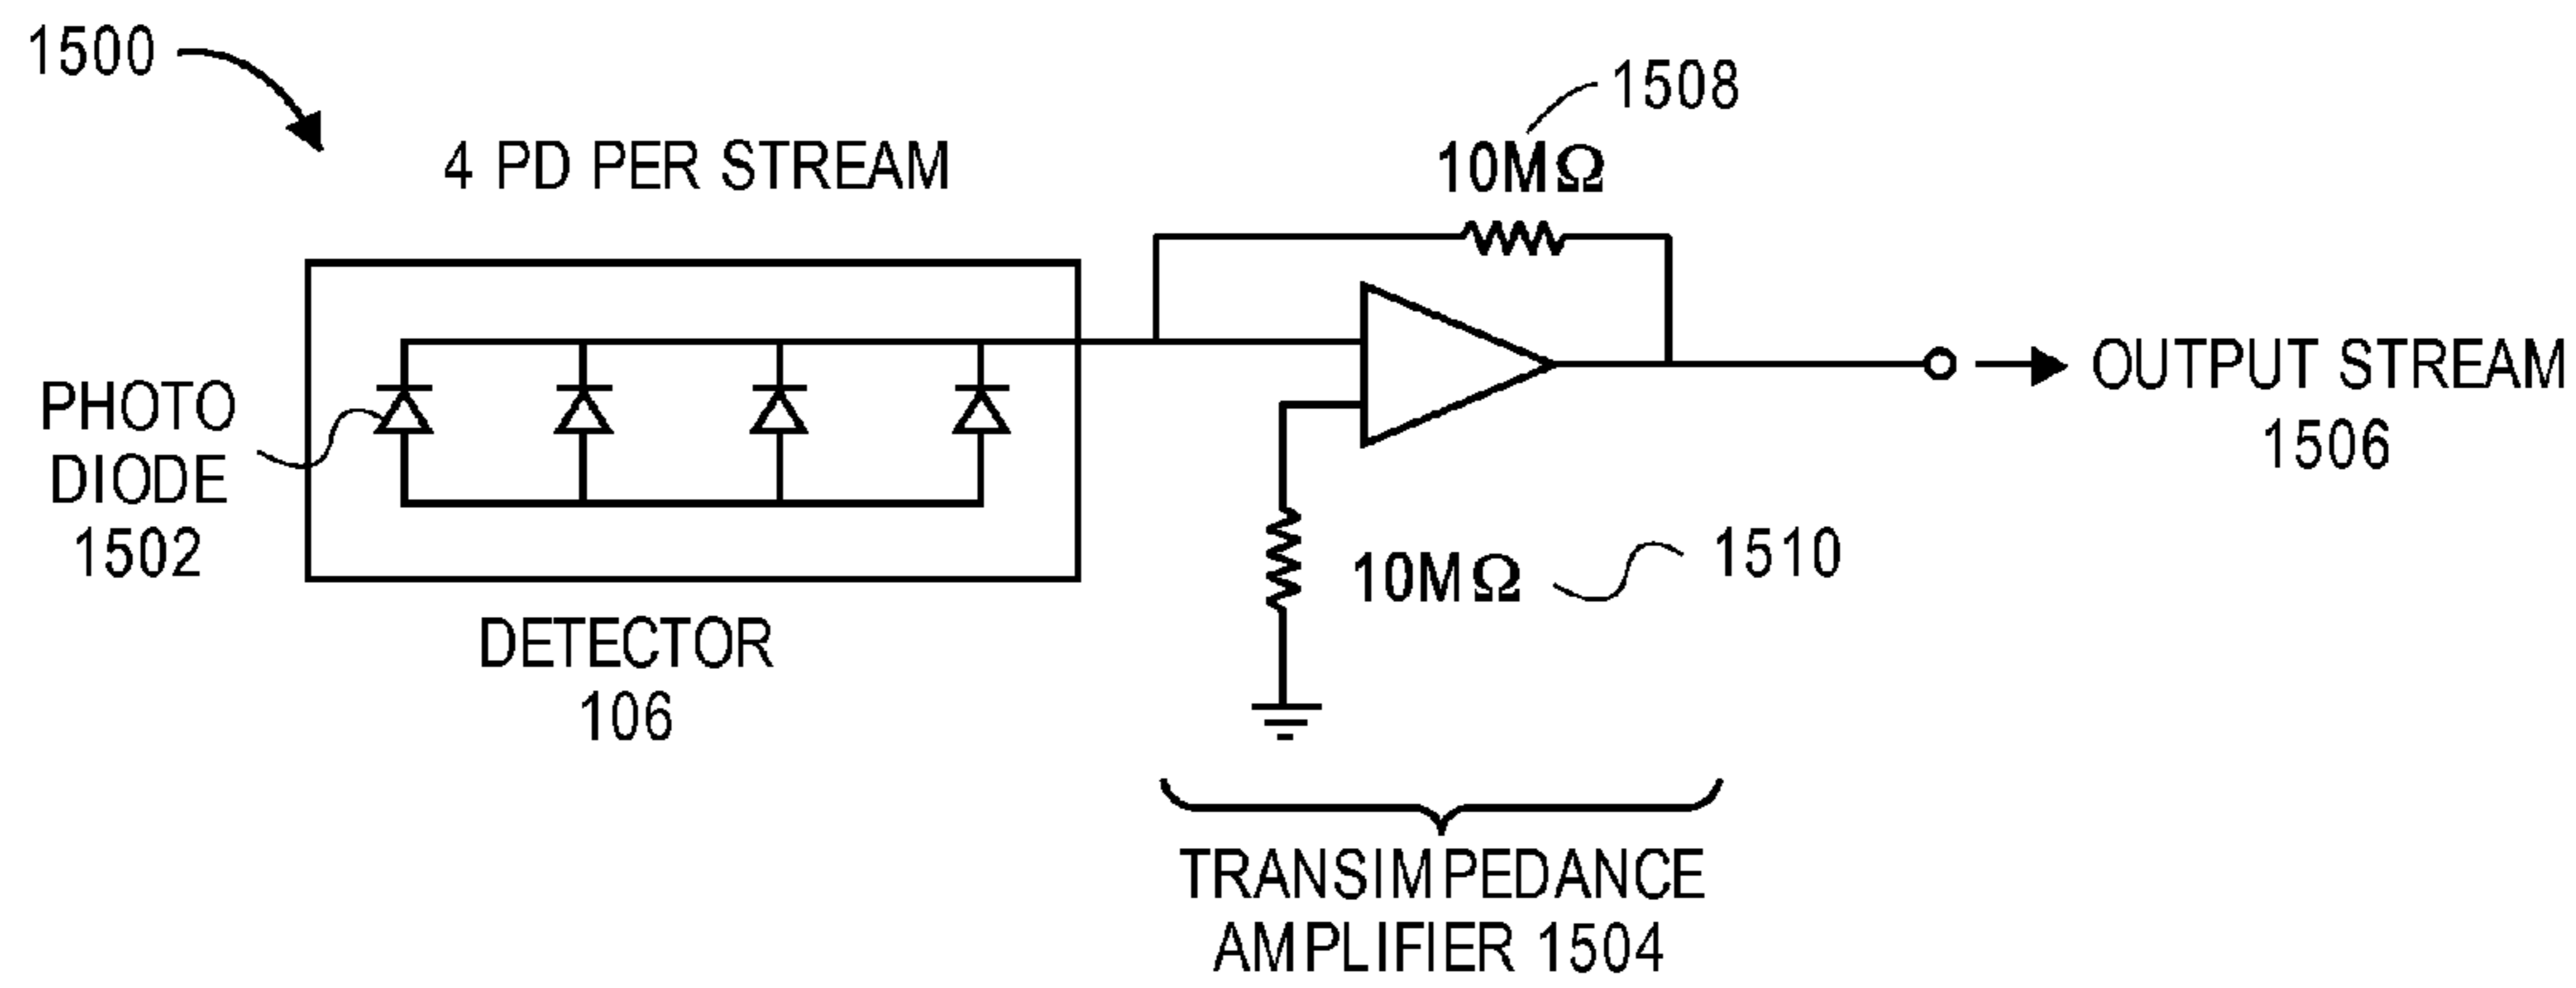 1500
1508
10MΩ
4 PD PER STREAM
PHOTO
DIODE
1502
OUTPUT STREAM
1506
10MΩ
1510
DETECTOR
106
TRANSIMPEDANCE
AMPLIFIER 1504